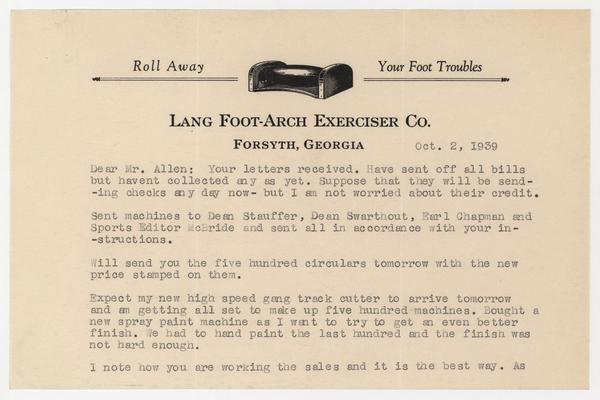 Roll Away Your Foot Troubles
LANG FOOT-ARCH EXERCISER CO.
FORSYTH, GEORGIA Oct. 2, 1939
Dear Mr. Allen: Your letters received. Have sent off all bills
but havent collected any as yet. Suppose that they will be send-
-ing checks any day now- but I am not worried about their credit.
Sent machines to Dean Stauffer, Dean Swarthout, Earl Chapman and
Sports Editor McBride and sent all in accordance with your in-
-structions.
Will send you the five hundred circulars tomorrow with the new
price stamped on them.
Expect my new high speed gang track cutter to arrive tomorrow
and am getting all set to make up five hundred machines. Bought a
new spray paint machine as I want to try to get an even better
finish. We had to hand paint the last hundred and the finish was
not hard enough.
I note how you are working the sales and it is the best way. As